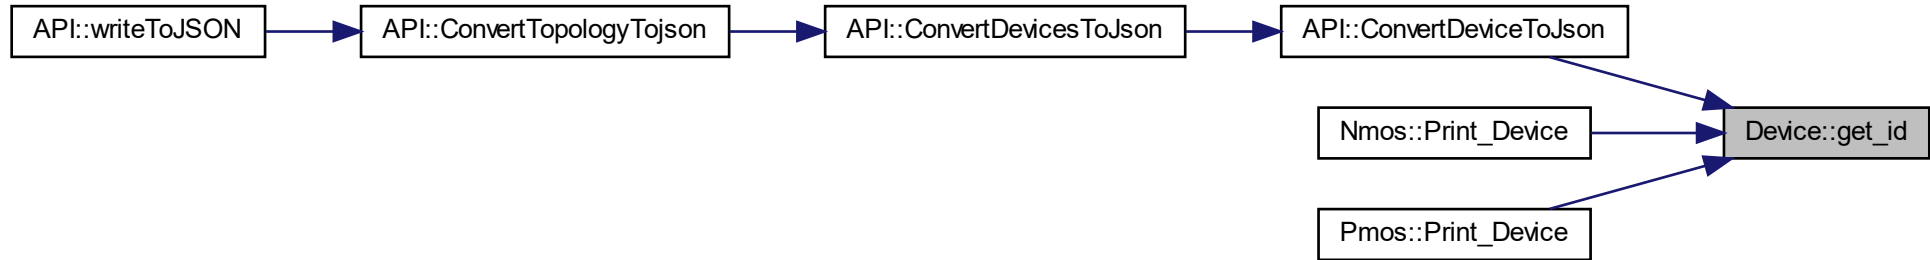 API::writeToJSON
API::ConvertTopologyTojson
API::ConvertDevicesToJson
API::ConvertDeviceToJson
Nmos::Print_Device
Device::get_id
Pmos::Print_Device